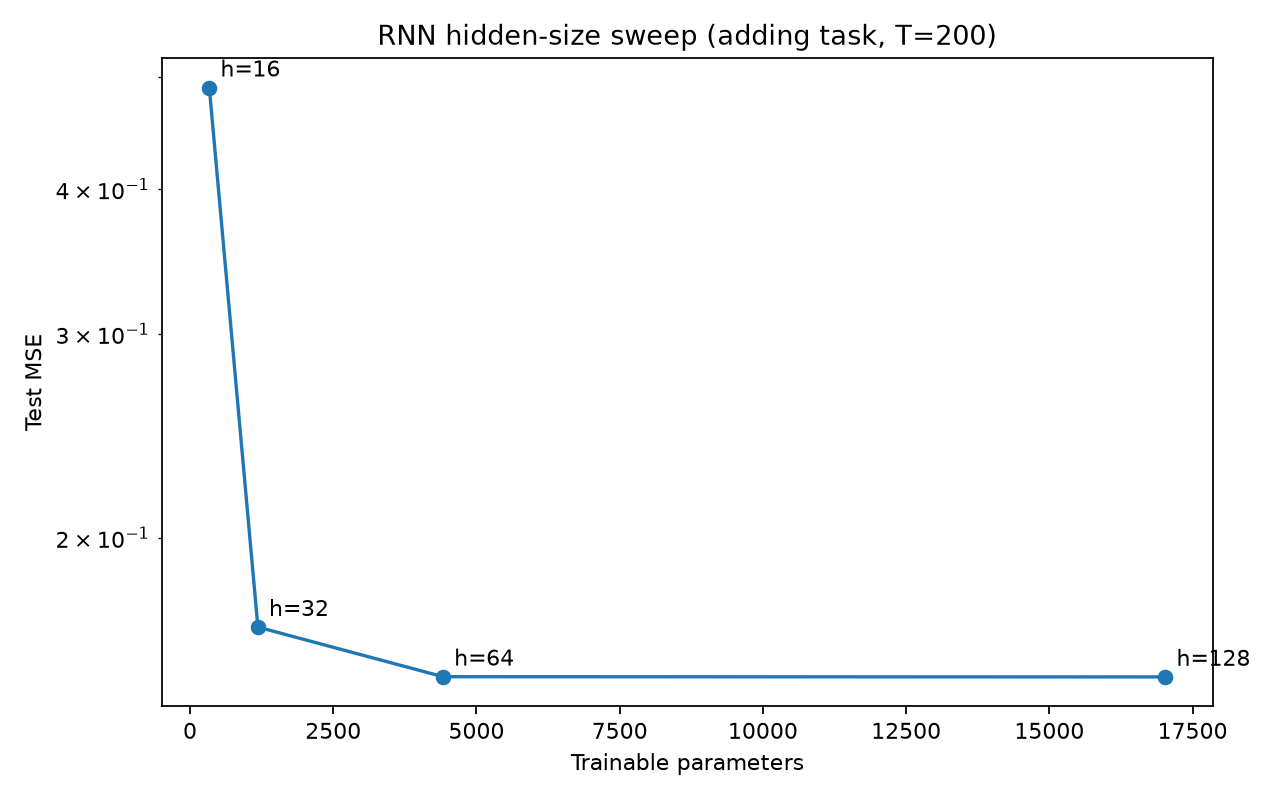 RNN hidden-size sweep (adding task, T=200)
h=16
4 × 10⁻¹
3 × 10⁻¹
Test MSE
2 × 10⁻¹
h=32
h=64
h=128
0 2500 5000 7500 10000 12500 15000 17500
Trainable parameters